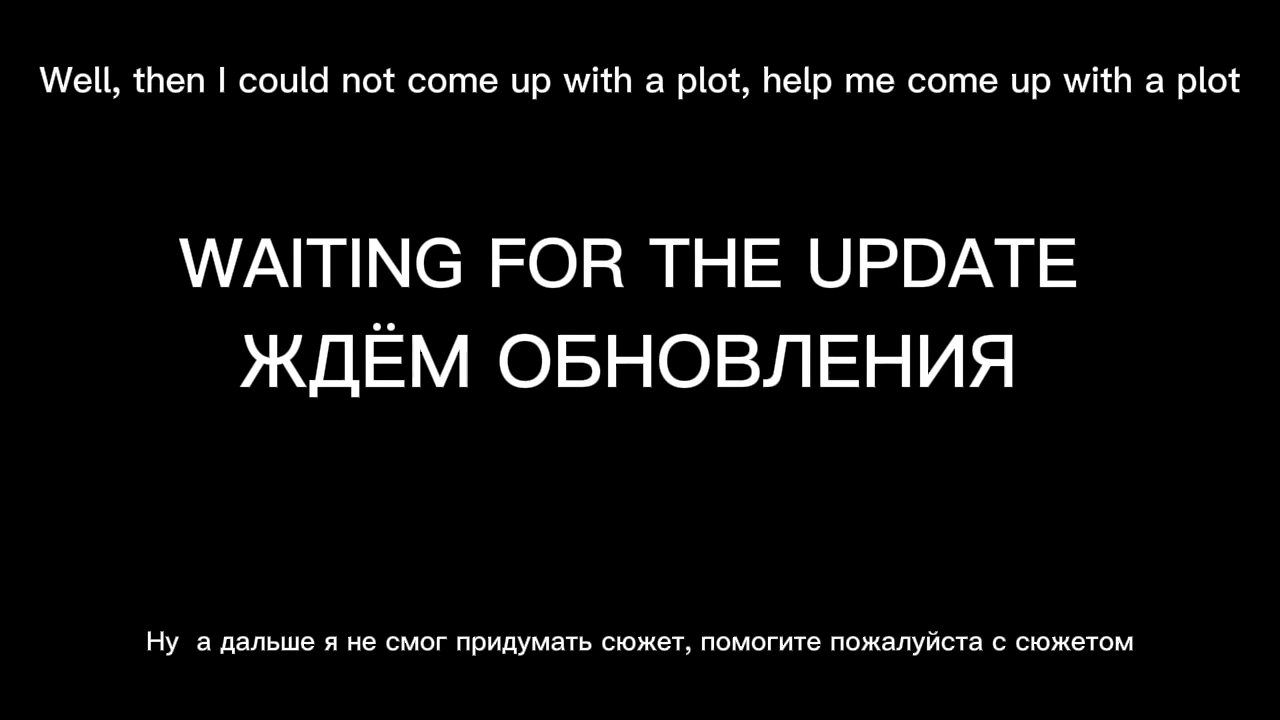 Well, then I could not come up with a plot, help me come up with a plot
WAITING FOR THE UPDATE
ЖДЁМ ОБНОВЛЕНИЯ
Ну  а дальше я не смог придумать сюжет, помогите пожалуйста с сюжетом